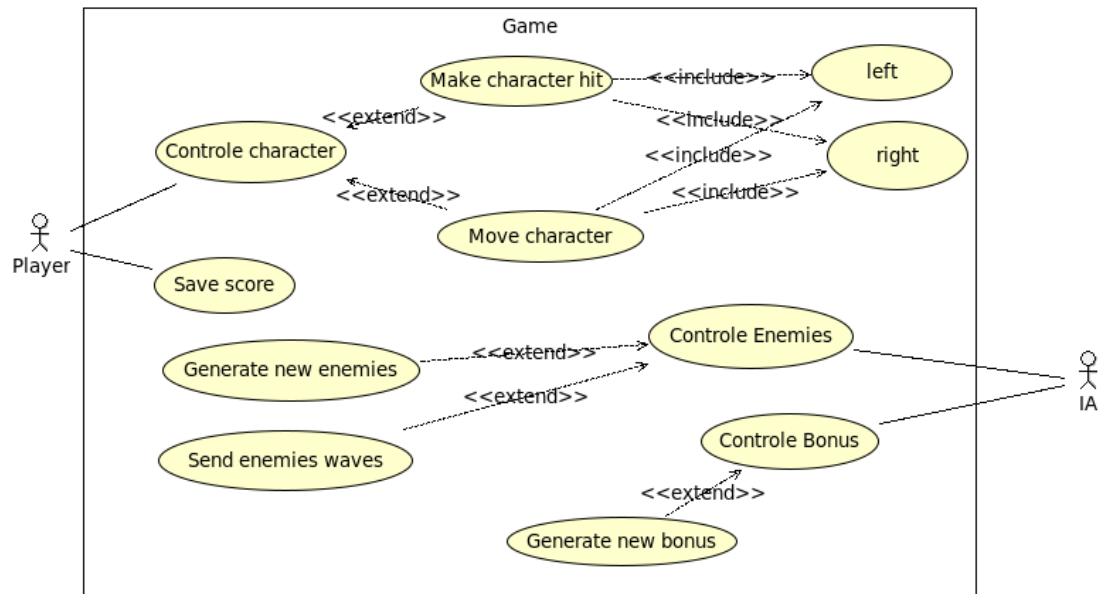 Game
Make character hit
<<include>>
left
<<extend>>
<<include>>
Controle character
<<include>>
right
<<extend>>
<<include>>
Move character
Player
Save score
Controle Enemies
<<extend>>
Generate new enemies
<<extend>>
IA
Controle Bonus
Send enemies waves
<<extend>>
Generate new bonus